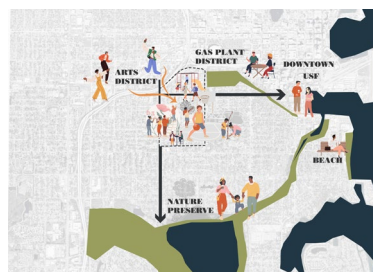 GAS PLANT
DISTRICT
DOWNTOWN
USF
ARTS
DISTRICT
BEACH
NATURE
PRESERVE